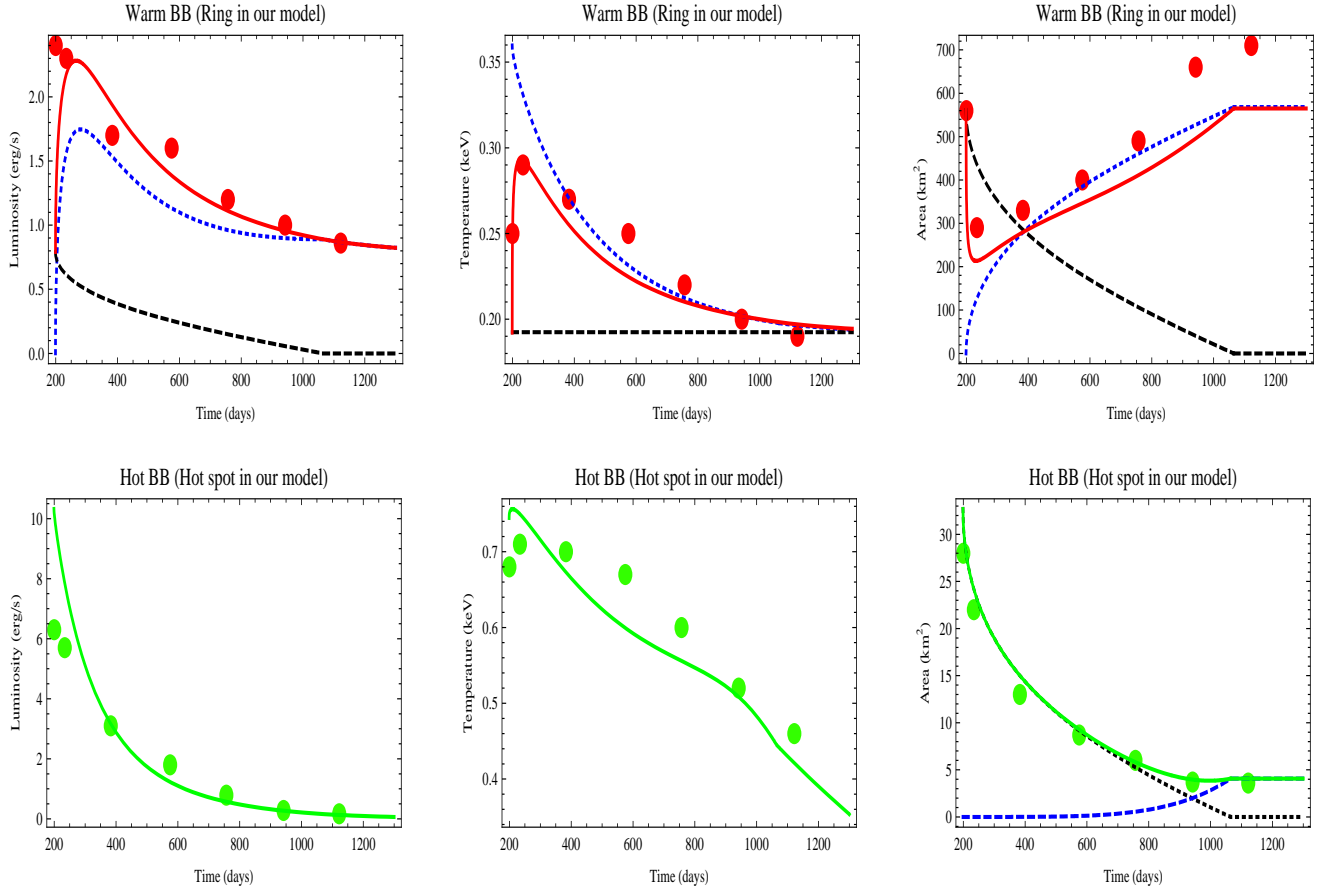 Warm BB (Ring in our model)
Luminosity (erg/s)
2.0
1.5
1.0
0.5
0.0
200 400 600 800 1000 1200
Time (days)
Warm BB (Ring in our model)
Temperature (keV)
0.35
0.30
0.25
0.20
200 400 600 800 1000 1200
Time (days)
Warm BB (Ring in our model)
Area (km²)
700
600
500
400
300
200
100
0
200 400 600 800 1000 1200
Time (days)
Hot BB (Hot spot in our model)
Luminosity (erg/s)
10
8
6
4
2
0
200 400 600 800 1000 1200
Time (days)
Hot BB (Hot spot in our model)
Temperature (keV)
0.7
0.6
0.5
0.4
200 400 600 800 1000 1200
Time (days)
Hot BB (Hot spot in our model)
Area (km²)
30
25
20
15
10
5
0
200 400 600 800 1000 1200
Time (days)